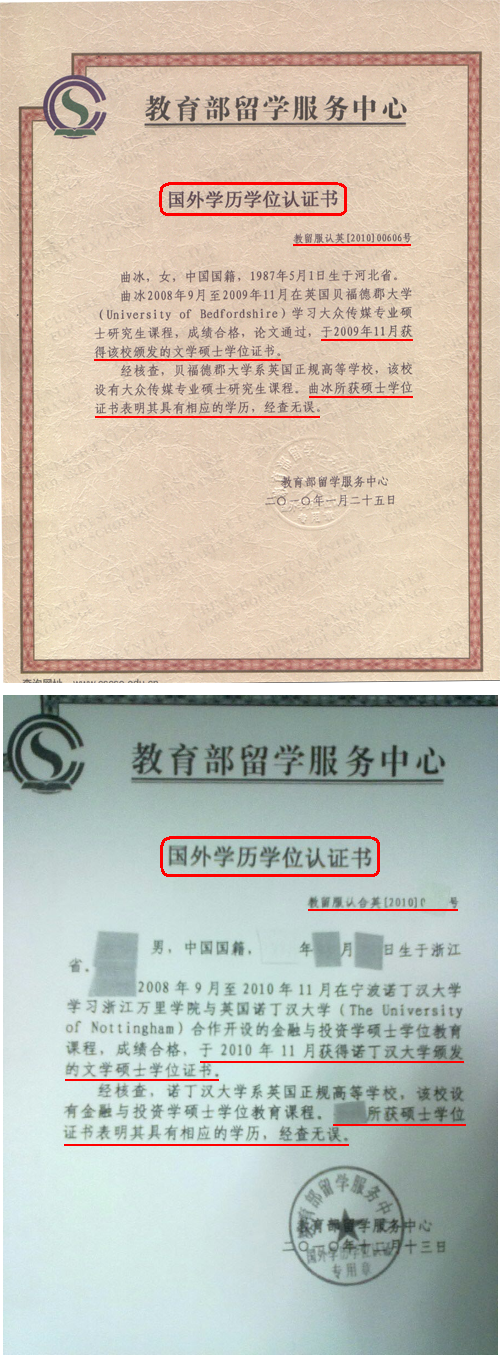 教育部留学服务中心
国外学历学位认证书
教留服认英[2010]00606号
曲冰，女，中国国籍，1987年5月1日生于河北省。
曲冰2008年9月至2009年11月在英国贝福德郡大学
（University of Bedfordshire）学习大众传媒专业硕
士研究生课程，成绩合格，论文通过，于2009年11月获
得该校颁发的文学硕士学位证书。
经核查，贝福德郡大学系英国正规高等学校，该校
设有大众传媒专业硕士研究生课程。曲冰所获硕士学位
证书表明其具有相应的学历，经查无误。
教育部留学服务中心
二〇一〇年一月二十五日
教育部留学服务中心
国外学历学位认证书
教留服认合英[2010] 号
男，中国国籍， 年 月 日生于浙江
省。
2008年9月至2010年11月在宁波诺丁汉大学
学习浙江万里学院与英国诺丁汉大学（The University
of Nottingham）合作开设的金融与投资学硕士学位教育
课程，成绩合格，于2010年11月获得诺丁汉大学颁发
的文学硕士学位证书。
经核查，诺丁汉大学系英国正规高等学校，该校设
有金融与投资学硕士学位教育课程。 所获硕士学位
证书表明其具有相应的学历，经查无误。
教育部留学服务中心
二〇一〇年十 月十三日
专用章